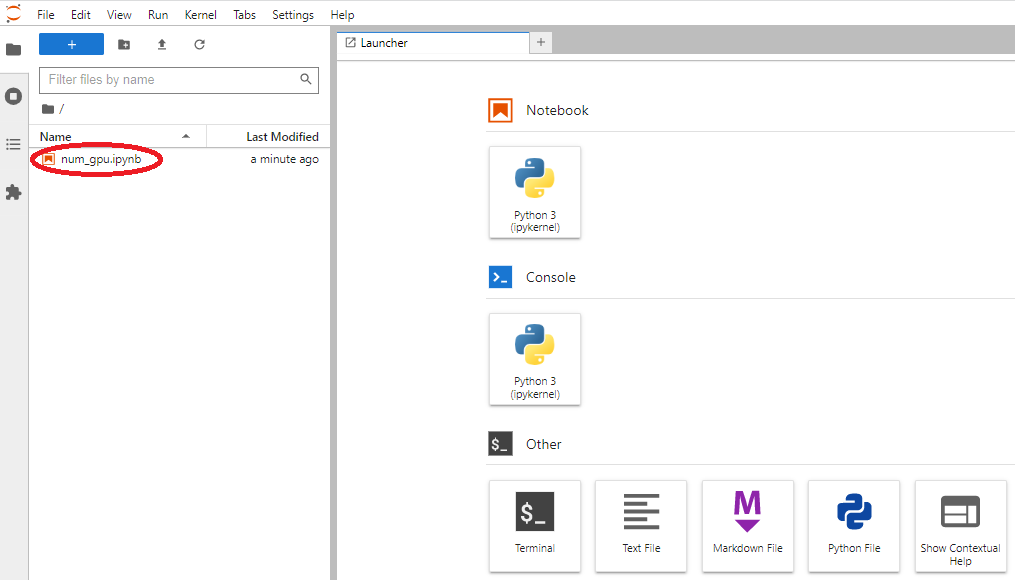 File Edit View Run Kernel Tabs Settings Help
+
Filter files by name
/
Name Last Modified
num_gpu.ipynb a minute ago
Launcher +
Notebook
Python 3
(ipykernel)
>_ Console
Python 3
(ipykernel)
$_ Other
$_
Terminal
Text File
M
Markdown File
Python File
Show Contextual
Help